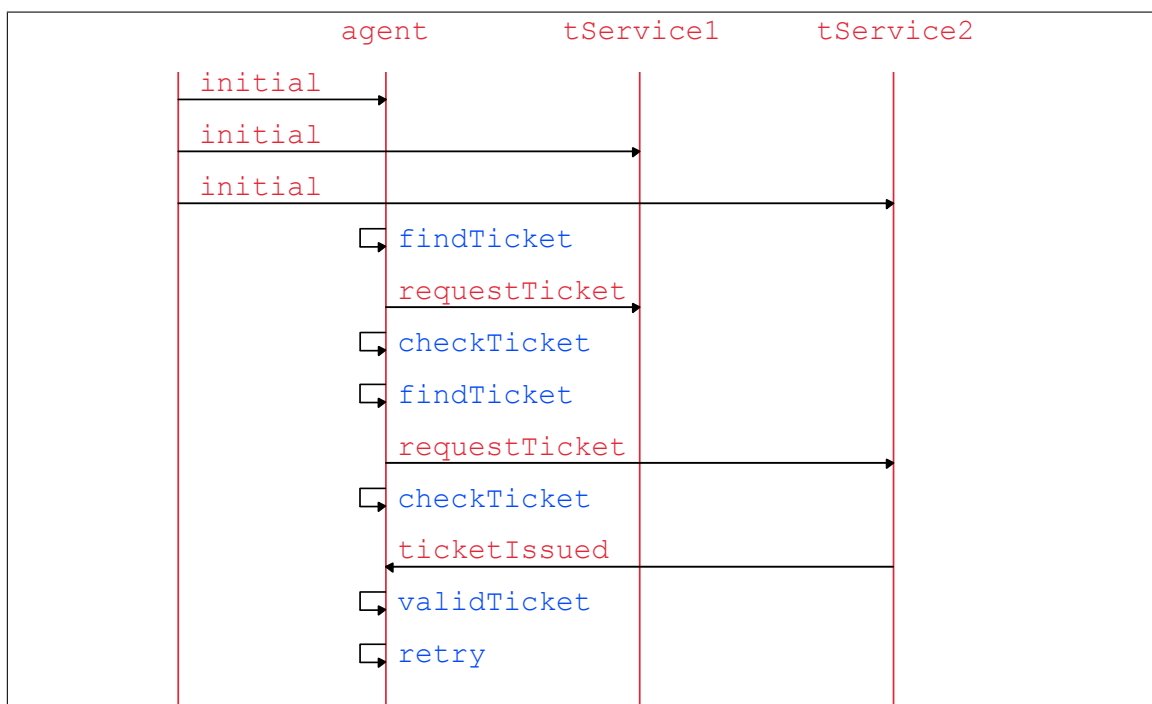 agent tService1 tService2
initial
initial
initial
findTicket
requestTicket
checkTicket
findTicket
requestTicket
checkTicket
ticketIssued
validTicket
retry